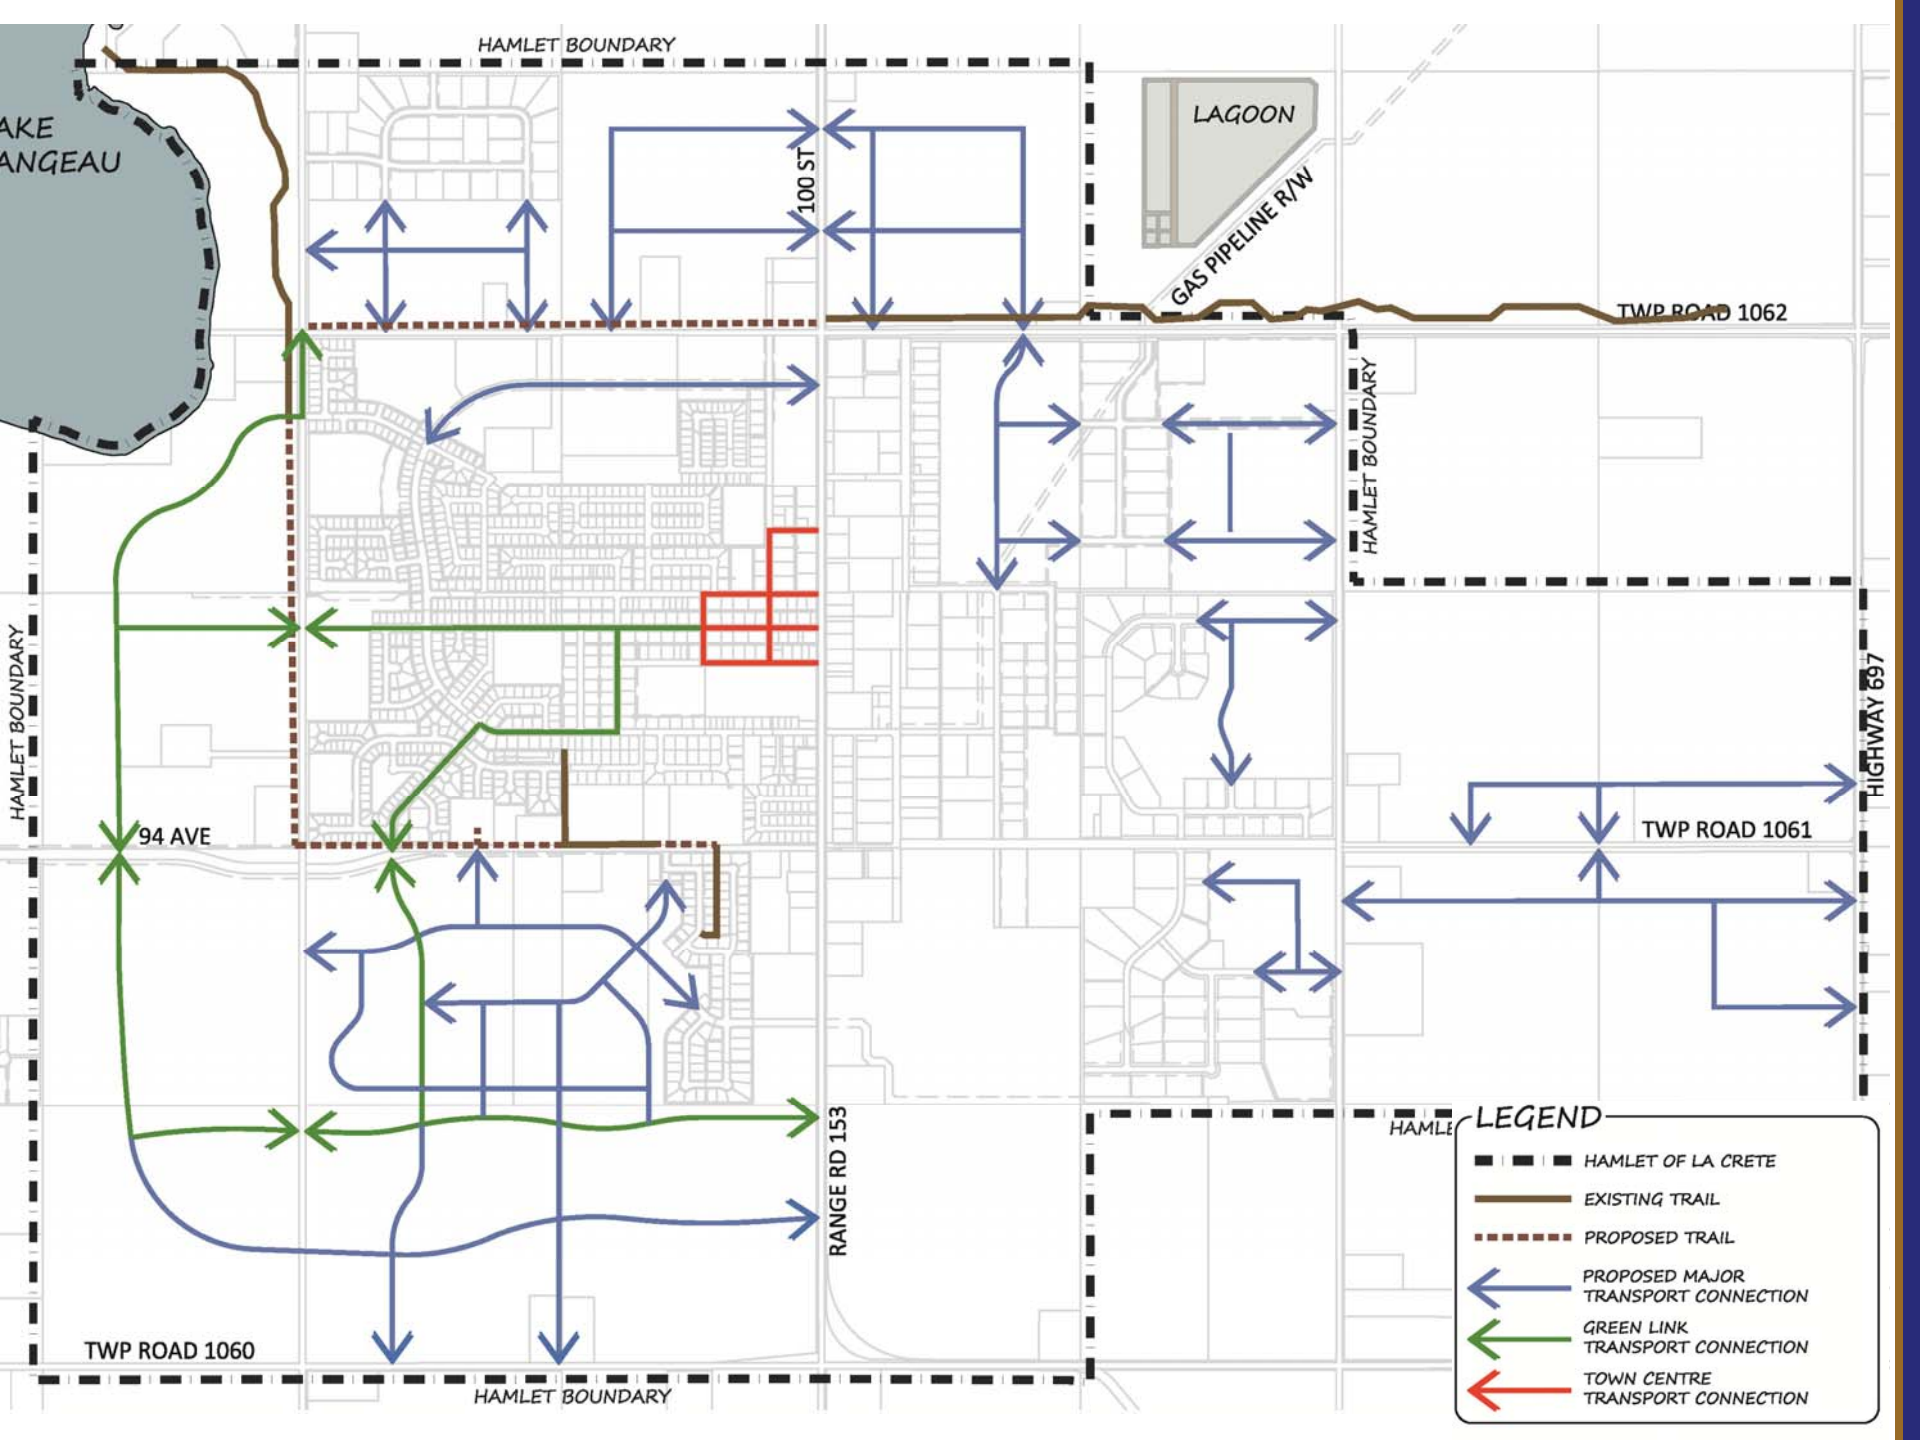 HAMLET BOUNDARY
AKE
ANGEAU
LAGOON
100 ST
GAS PIPELINE R/W
TWP ROAD 1062
HAMLET BOUNDARY
HAMLET BOUNDARY
HIGHWAY 697
94 AVE
TWP ROAD 1061
RANGE RD 153
HAMLE
TWP ROAD 1060
HAMLET BOUNDARY
LEGEND
HAMLET OF LA CRETE
EXISTING TRAIL
PROPOSED TRAIL
PROPOSED MAJOR
TRANSPORT CONNECTION
GREEN LINK
TRANSPORT CONNECTION
TOWN CENTRE
TRANSPORT CONNECTION